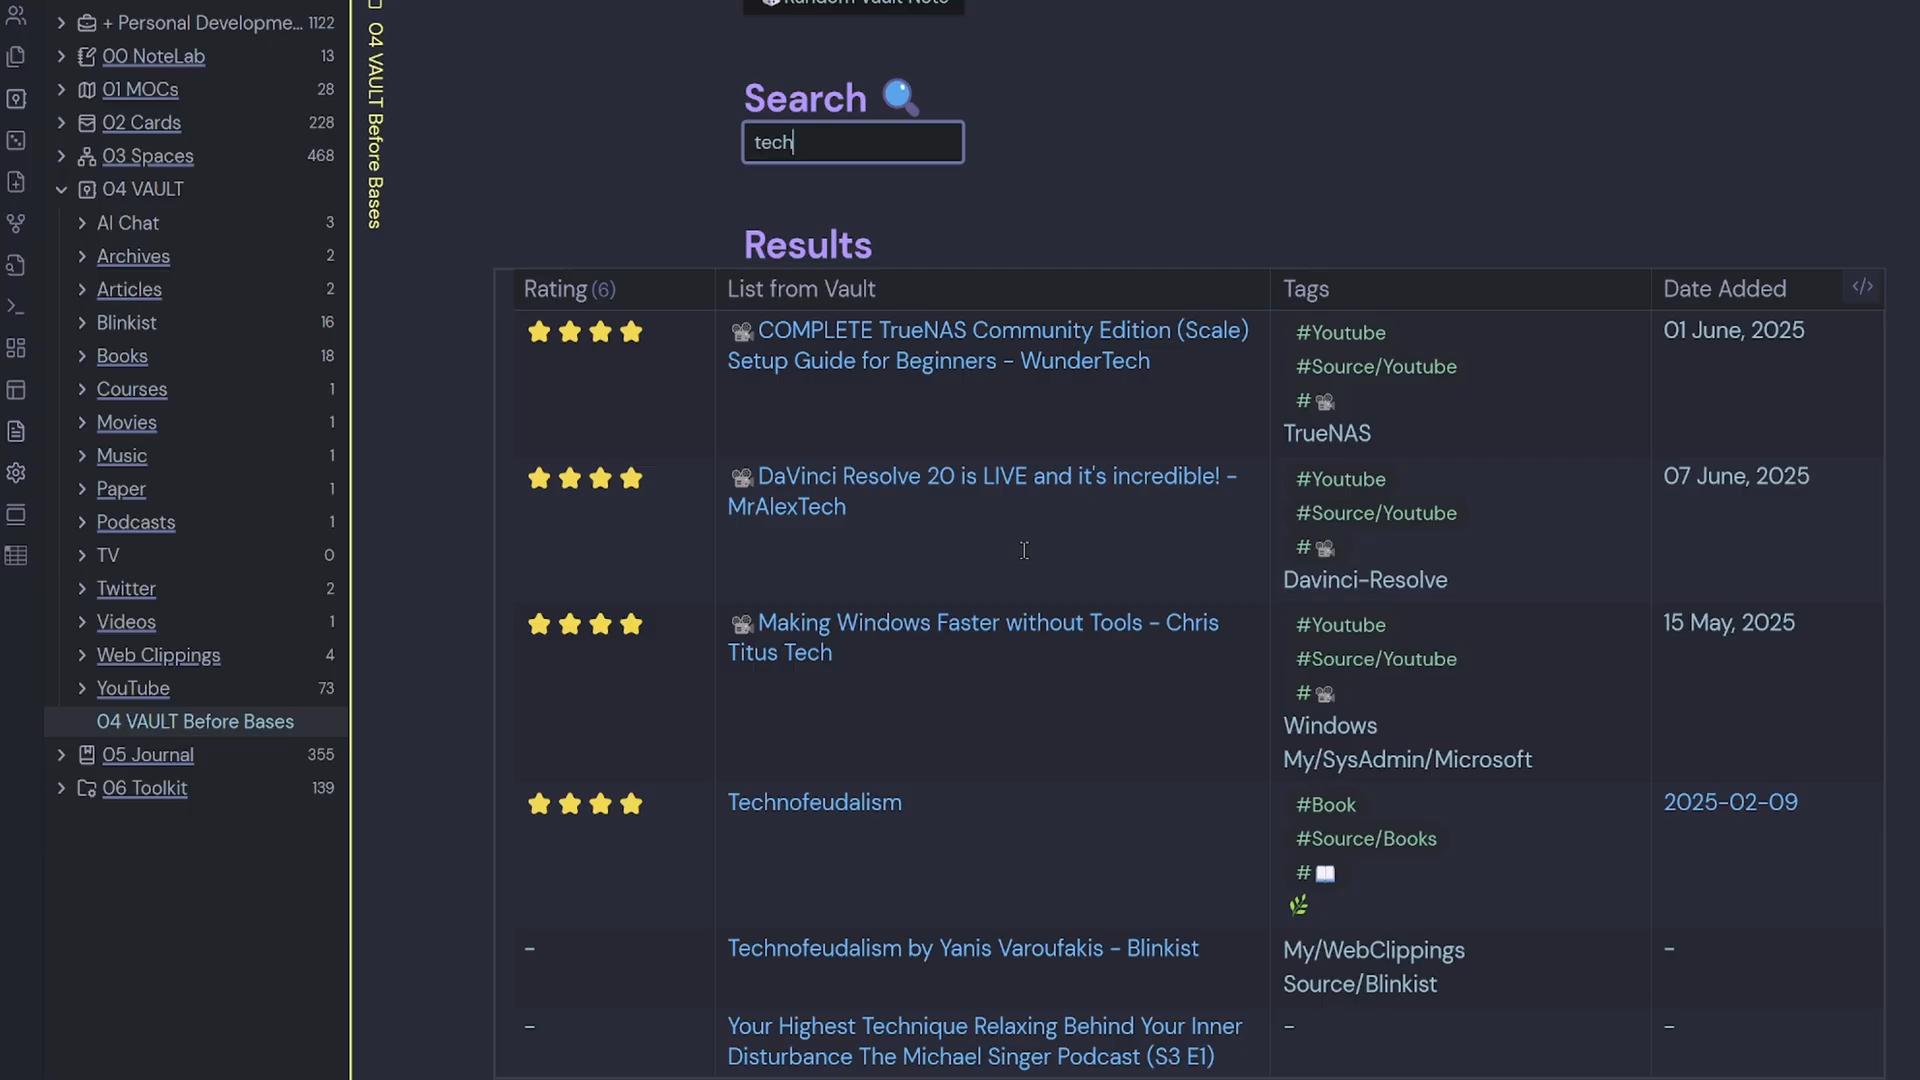 + Personal Developme... 1122
00 NoteLab 13
01 MOCs 28
02 Cards 228
03 Spaces 468
04 VAULT
AI Chat 3
Archives 2
Articles 2
Blinkist 16
Books 18
Courses 1
Movies 1
Music 1
Paper 1
Podcasts 1
TV 0
Twitter 2
Videos 1
Web Clippings 4
YouTube 73
04 VAULT Before Bases
05 Journal 355
06 Toolkit 139
04 VAULT Before Bases
Random Vault Note
Search 🔍
tech
Results
Rating (6) List from Vault Tags Date Added </>
⭐⭐⭐⭐ 📽COMPLETE TrueNAS Community Edition (Scale) #Youtube 01 June, 2025
Setup Guide for Beginners - WunderTech #Source/Youtube
#📽
TrueNAS
⭐⭐⭐⭐ 📽DaVinci Resolve 20 is LIVE and it's incredible! - #Youtube 07 June, 2025
MrAlexTech #Source/Youtube
#📽
Davinci-Resolve
⭐⭐⭐⭐ 📽Making Windows Faster without Tools - Chris #Youtube 15 May, 2025
Titus Tech #Source/Youtube
#📽
Windows
My/SysAdmin/Microsoft
⭐⭐⭐⭐ Technofeudalism #Book 2025-02-09
#Source/Books
#📖
🌿
- Technofeudalism by Yanis Varoufakis - Blinkist My/WebClippings -
Source/Blinkist
- Your Highest Technique Relaxing Behind Your Inner - -
Disturbance The Michael Singer Podcast (S3 E1)